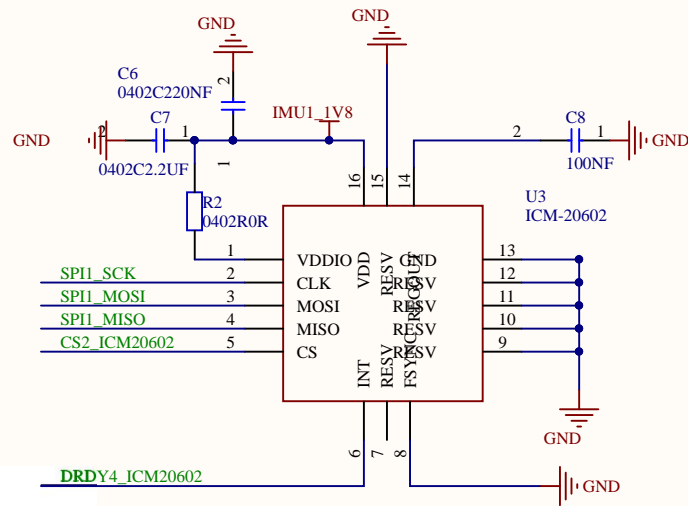 GND
GND
C6
0402C220NF
2
C7
IMU1_1V8
C8
GND
2
1
2
1
GND
0402C2.2UF
1
100NF
16
15
14
R2
0402R0R
U3
ICM-20602
1
VDDIO
VDD
RESV
REGOUT
GND
13
SPI1_SCK
2
CLK
RESV
12
SPI1_MOSI
3
MOSI
RESV
11
SPI1_MISO
4
MISO
RESV
10
CS2_ICM20602
5
CS
RESV
9
INT
RESV
FSYNC
6
7
8
GND
DRDY4_ICM20602
GND